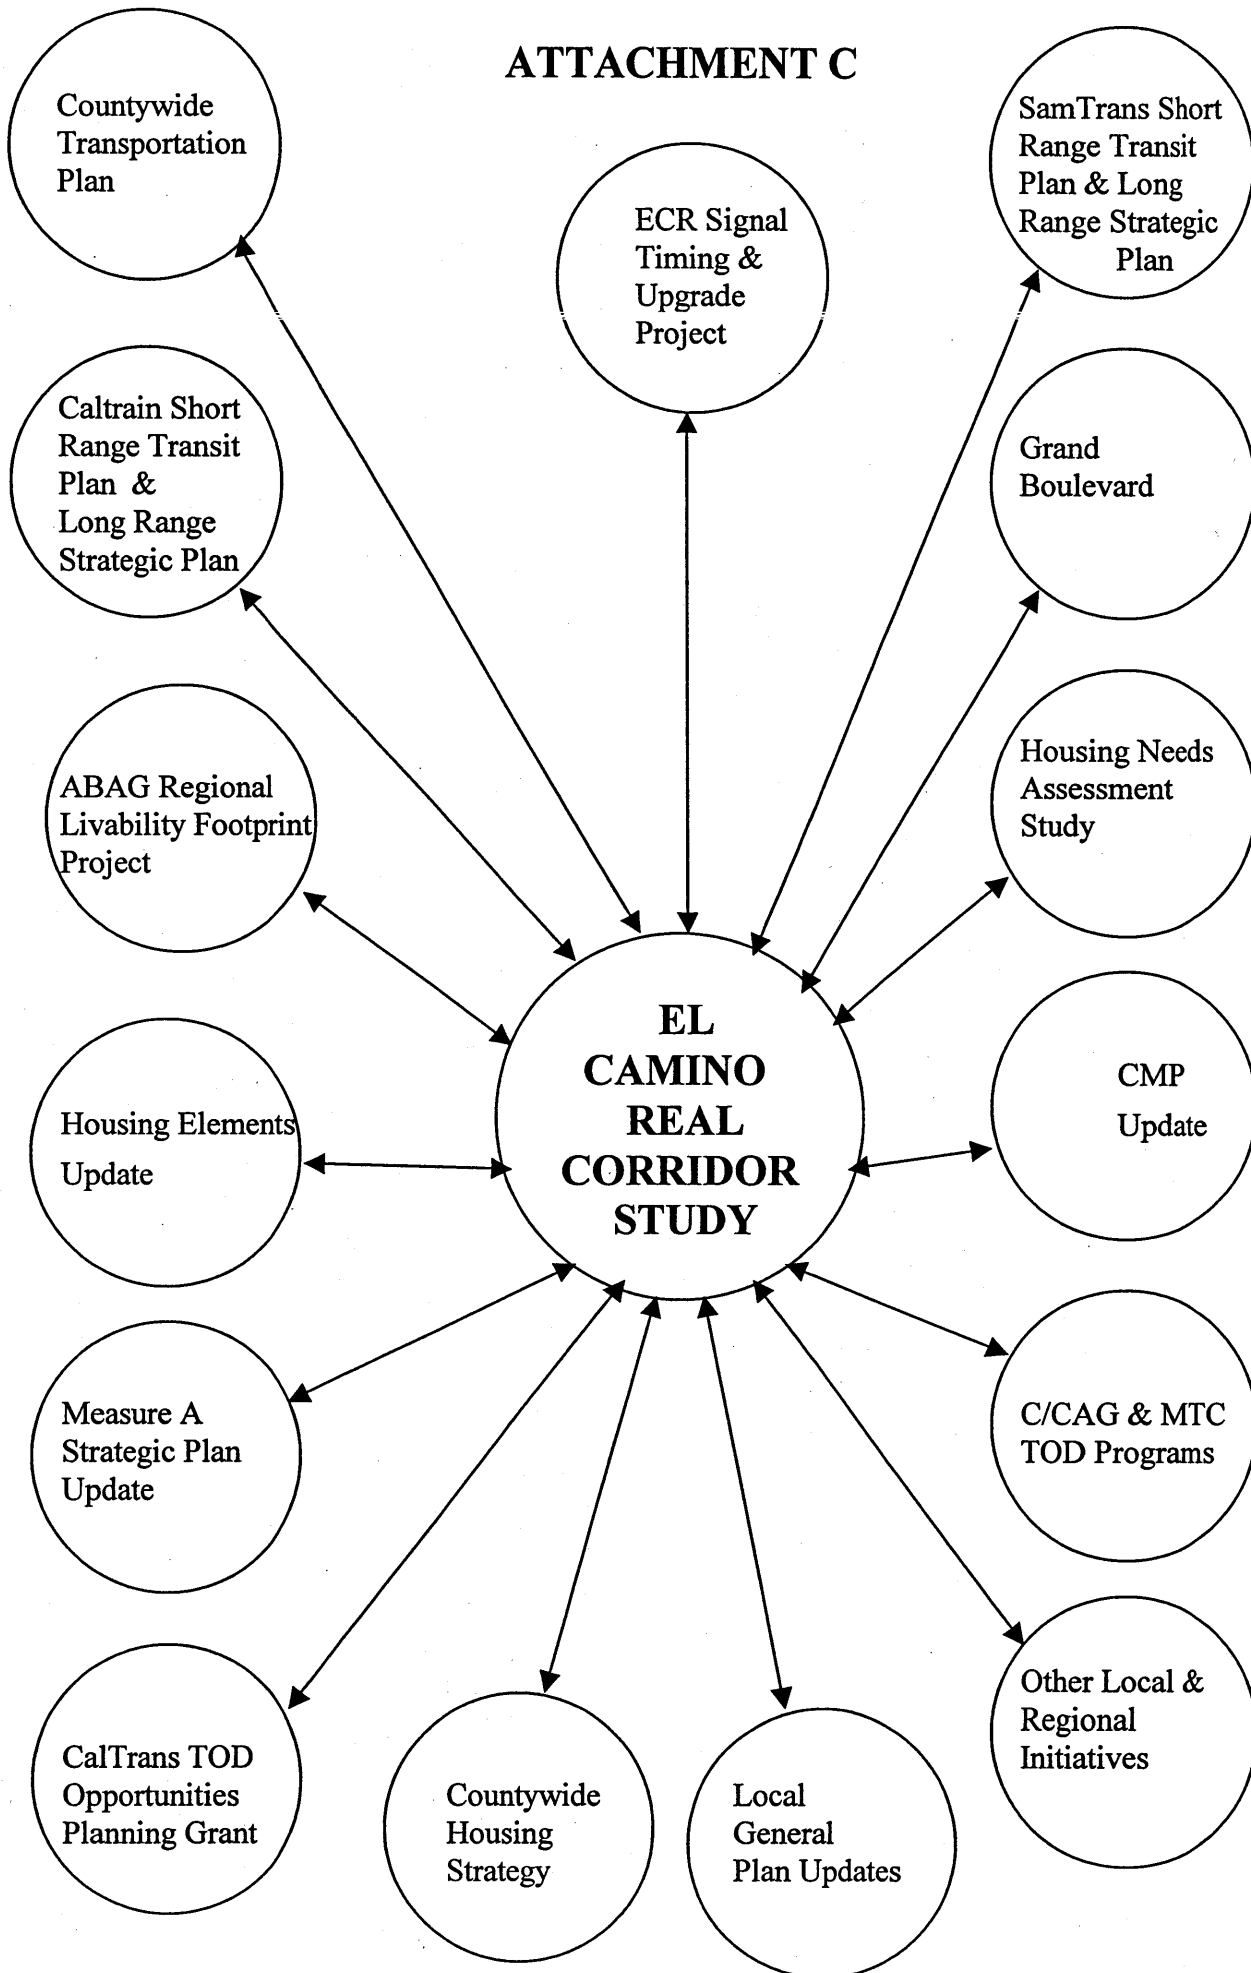 ATTACHMENT C
Countywide
Transportation
Plan
ECR Signal
Timing &
Upgrade
Project
SamTrans Short
Range Transit
Plan & Long
Range Strategic
Plan
Caltrain Short
Range Transit
Plan &
Long Range
Strategic Plan
Grand
Boulevard
ABAG Regional
Livability Footprint
Project
Housing Needs
Assessment
Study
EL
CAMINO
REAL
CORRIDOR
STUDY
Housing Elements
Update
CMP
Update
Measure A
Strategic Plan
Update
C/CAG & MTC
TOD Programs
CalTrans TOD
Opportunities
Planning Grant
Countywide
Housing
Strategy
Local
General
Plan Updates
Other Local &
Regional
Initiatives